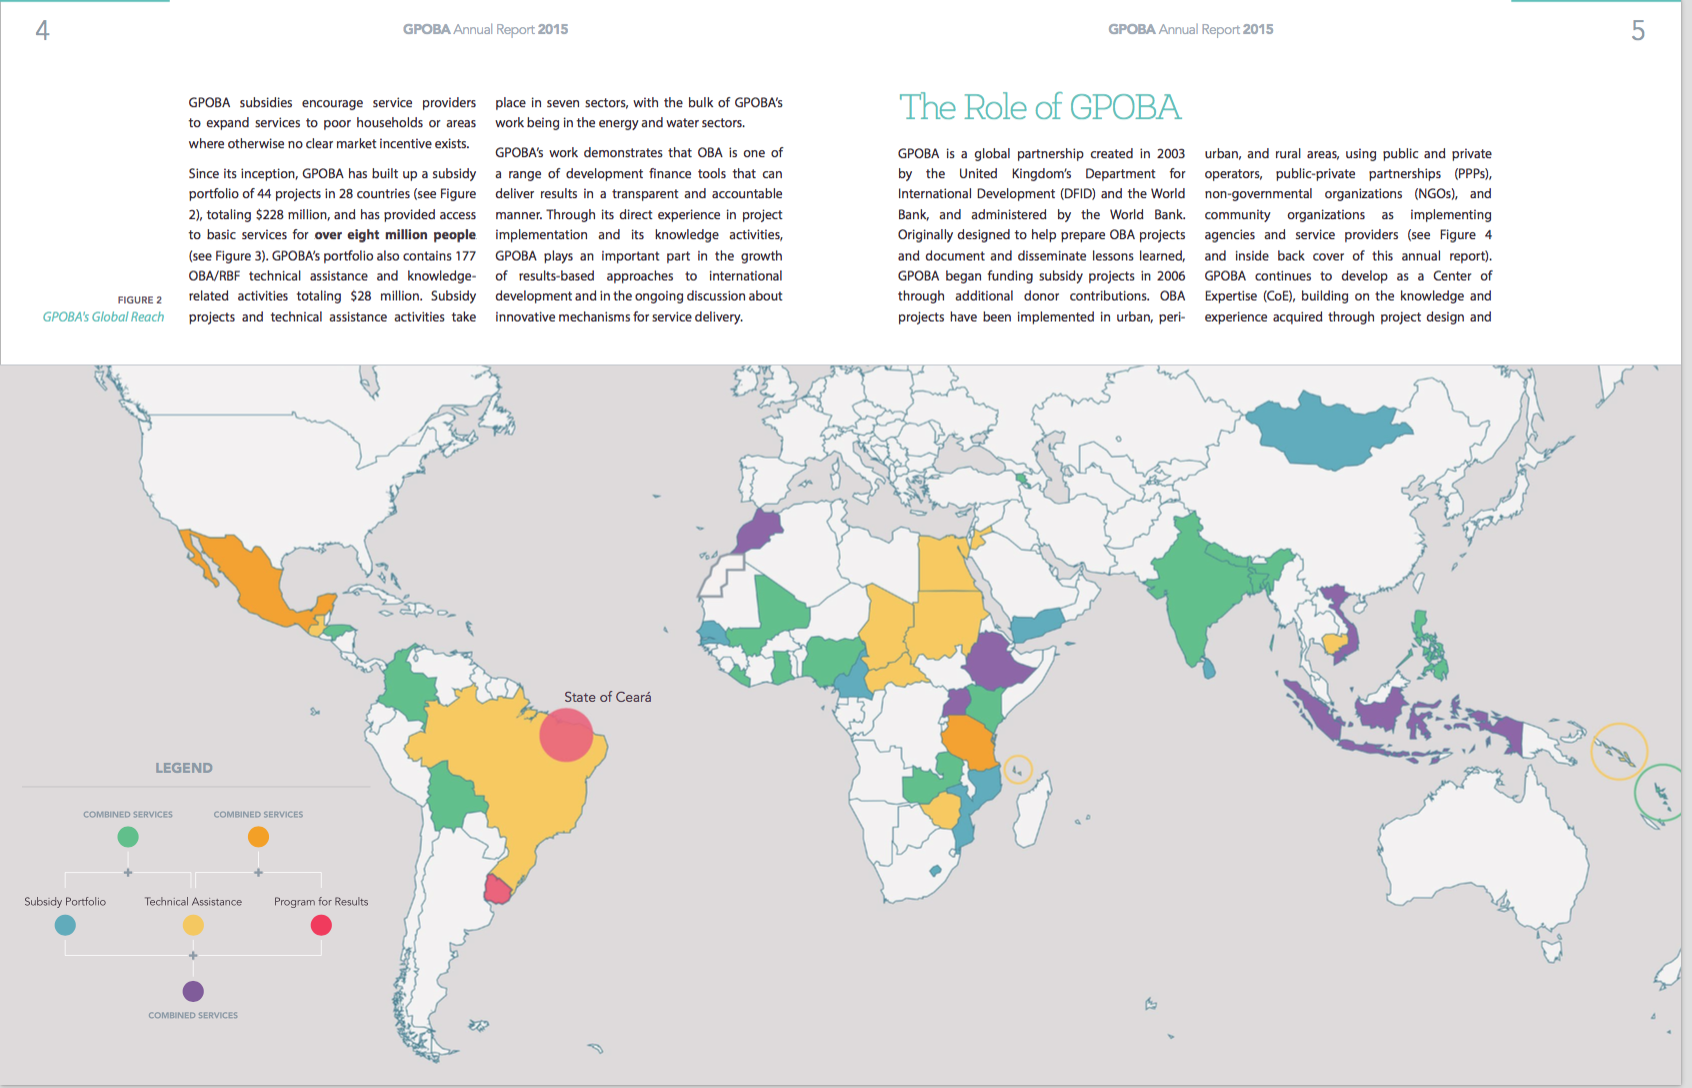 4
GPOBA Annual Report 2015
GPOBA Annual Report 2015
5
GPOBA subsidies encourage service providers
to expand services to poor households or areas
where otherwise no clear market incentive exists.
Since its inception, GPOBA has built up a subsidy
portfolio of 44 projects in 28 countries (see Figure
2), totaling $228 million, and has provided access
to basic services for over eight million people
(see Figure 3). GPOBA's portfolio also contains 177
OBA/RBF technical assistance and knowledge-
related activities totaling $28 million. Subsidy
projects and technical assistance activities take
place in seven sectors, with the bulk of GPOBA's
work being in the energy and water sectors.
GPOBA's work demonstrates that OBA is one of
a range of development finance tools that can
deliver results in a transparent and accountable
manner. Through its direct experience in project
implementation and its knowledge activities,
GPOBA plays an important part in the growth
of results-based approaches to international
development and in the ongoing discussion about
innovative mechanisms for service delivery.
FIGURE 2
GPOBA's Global Reach
The Role of GPOBA
GPOBA is a global partnership created in 2003
by the United Kingdom's Department for
International Development (DFID) and the World
Bank, and administered by the World Bank.
Originally designed to help prepare OBA projects
and document and disseminate lessons learned,
GPOBA began funding subsidy projects in 2006
through additional donor contributions. OBA
projects have been implemented in urban, peri-
urban, and rural areas, using public and private
operators, public-private partnerships (PPPs),
non-governmental organizations (NGOs), and
community organizations as implementing
agencies and service providers (see Figure 4
and inside back cover of this annual report).
GPOBA continues to develop as a Center of
Expertise (CoE), building on the knowledge and
experience acquired through project design and
State of Ceará
LEGEND
COMBINED SERVICES
COMBINED SERVICES
+
+
Subsidy Portfolio
Technical Assistance
Program for Results
+
COMBINED SERVICES